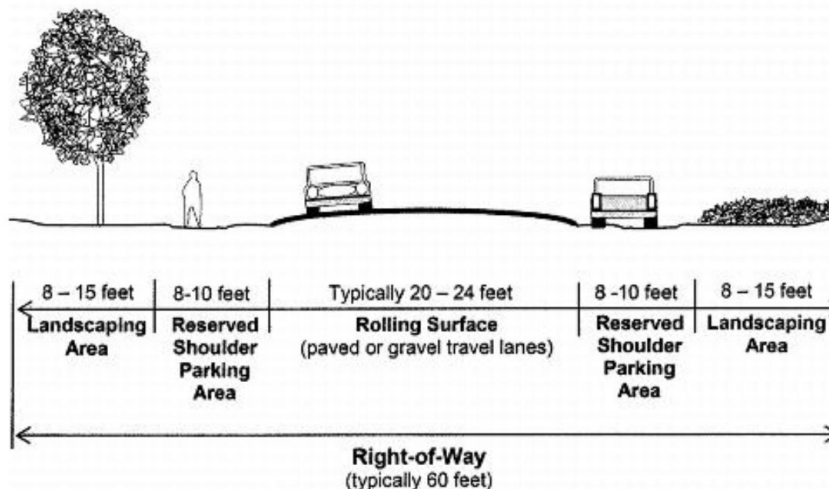 8 – 15 feet
8-10 feet
Typically 20 – 24 feet
8 -10 feet
8 – 15 feet
Landscaping
Area
Reserved
Shoulder
Parking
Area
Rolling Surface
(paved or gravel travel lanes)
Reserved
Shoulder
Parking
Area
Landscaping
Area
Right-of-Way
(typically 60 feet)